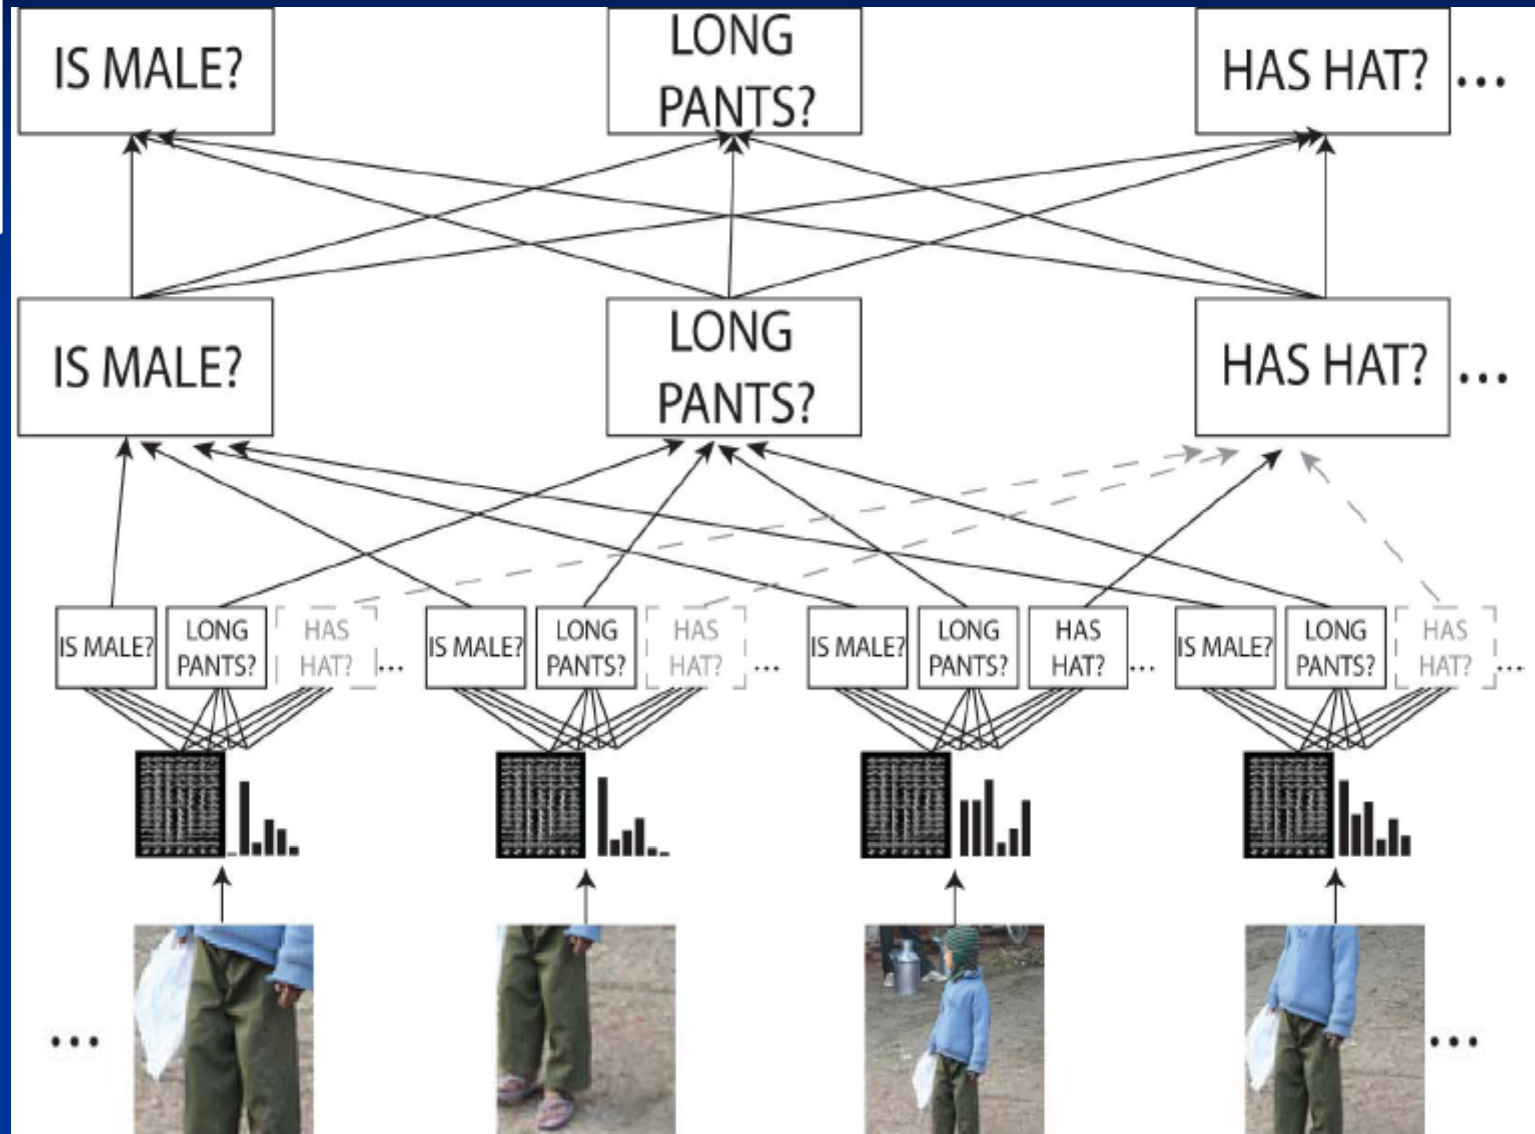 IS MALE?
LONG
PANTS?
HAS HAT? ...
IS MALE?
LONG
PANTS?
HAS HAT? ...
IS MALE?
LONG
PANTS?
HAS
HAT?
...
IS MALE?
LONG
PANTS?
HAS
HAT?
...
IS MALE?
LONG
PANTS?
HAS
HAT?
...
IS MALE?
LONG
PANTS?
HAS
HAT?
...
... ...